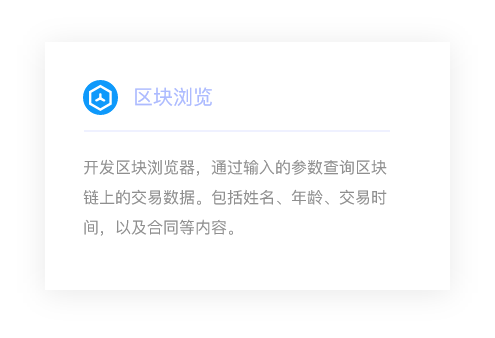 区块浏览
开发区块浏览器，通过输入的参数查询区块
链上的交易数据。包括姓名、年龄、交易时
间，以及合同等内容。